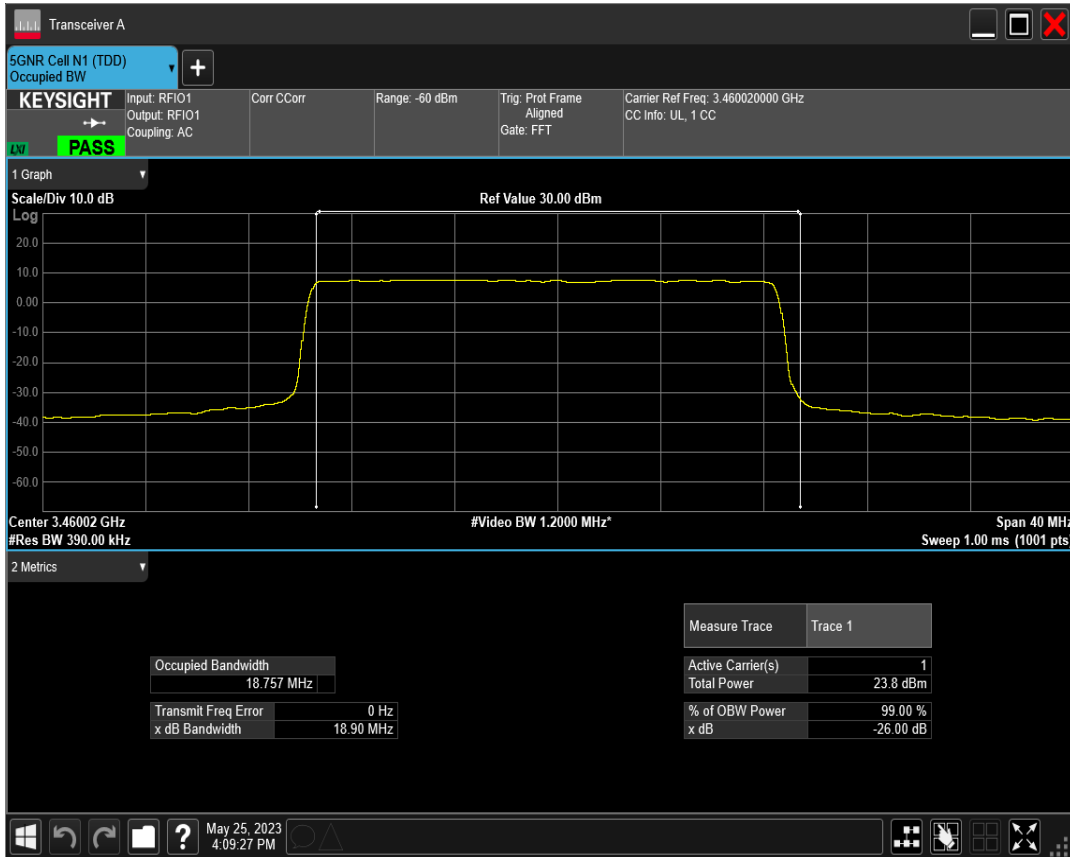 Transceiver A
5GNR Cell N1 (TDD)
Occupied BW
+
KEYSIGHT
LXI
PASS
Input: RFIO1
Output: RFIO1
Coupling: AC
Corr CCorr
Range: -60 dBm
Trig: Prot Frame
Aligned
Gate: FFT
Carrier Ref Freq: 3.460020000 GHz
CC Info: UL, 1 CC
1 Graph
Scale/Div 10.0 dB
Ref Value 30.00 dBm
Log
20.0
10.0
0.00
-10.0
-20.0
-30.0
-40.0
-50.0
-60.0
Center 3.46002 GHz
#Video BW 1.2000 MHz*
Span 40 MHz
#Res BW 390.00 kHz
Sweep 1.00 ms (1001 pts)
2 Metrics
Measure Trace Trace 1
Occupied Bandwidth
18.757 MHz
Active Carrier(s) 1
Total Power 23.8 dBm
Transmit Freq Error 0 Hz
x dB Bandwidth 18.90 MHz
% of OBW Power 99.00 %
x dB -26.00 dB
?
May 25, 2023
4:09:27 PM